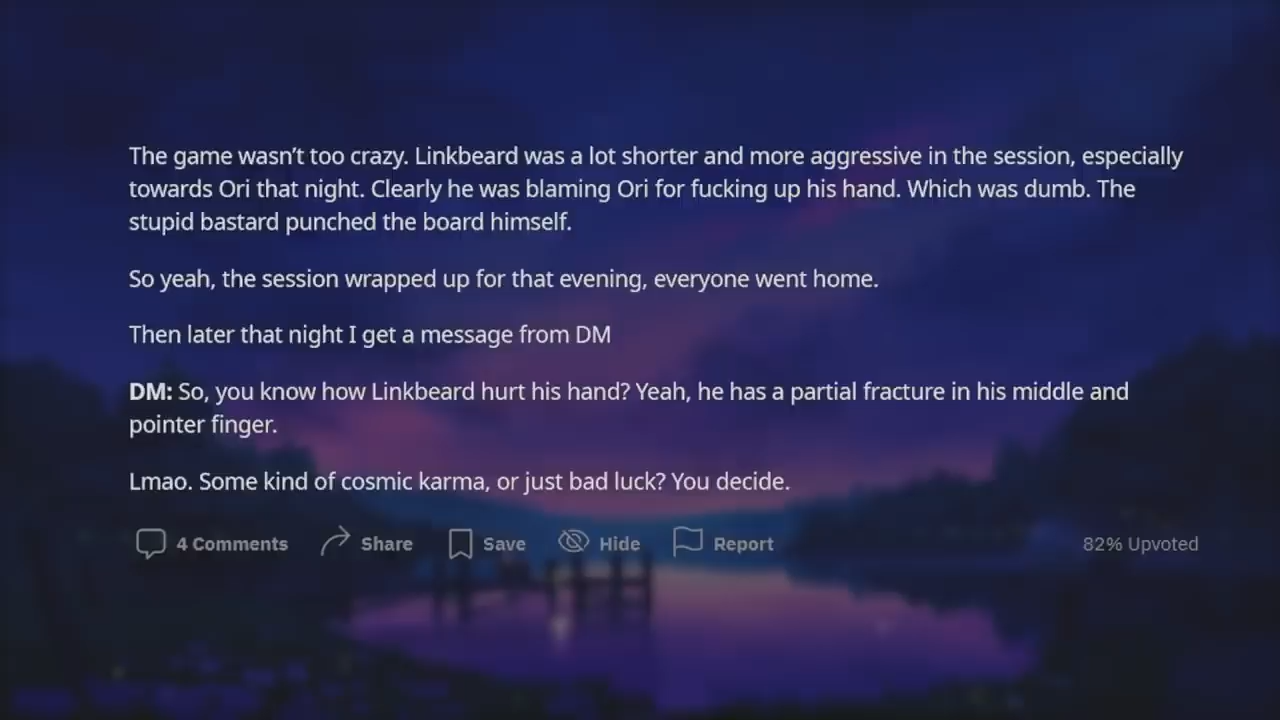 The game wasn’t too crazy. Linkbeard was a lot shorter and more aggressive in the session, especially
towards Ori that night. Clearly he was blaming Ori for fucking up his hand. Which was dumb. The
stupid bastard punched the board himself.
So yeah, the session wrapped up for that evening, everyone went home.
Then later that night I get a message from DM
DM: So, you know how Linkbeard hurt his hand? Yeah, he has a partial fracture in his middle and
pointer finger.
Lmao. Some kind of cosmic karma, or just bad luck? You decide.
4 Comments Share Save Hide Report 82% Upvoted